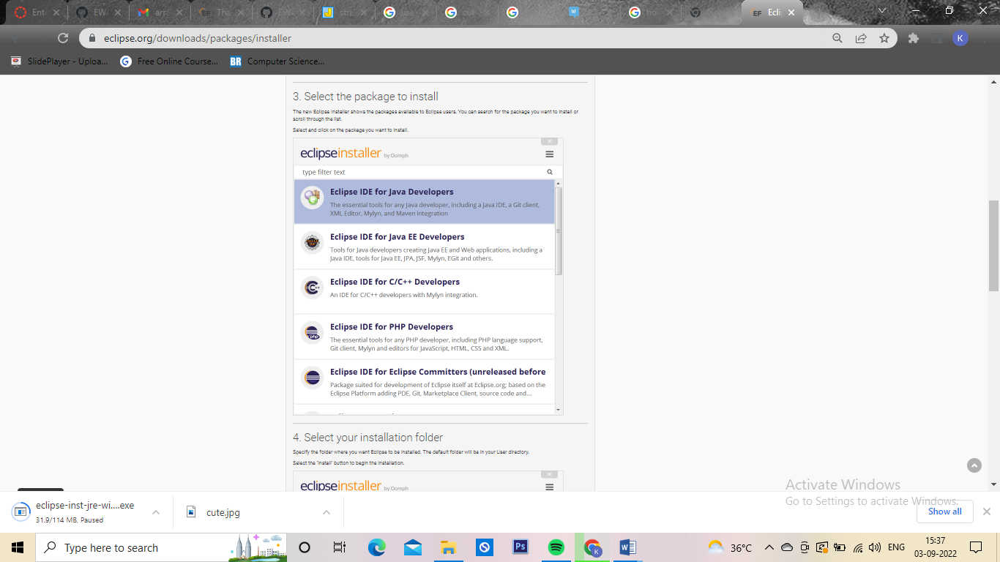 Ent
EW
arra
Tha
stri
cut
ho
EF Ecli
eclipse.org/downloads/packages/installer
K
SlidePlayer - Uploa...
G Free Online Course...
BR Computer Science...
3. Select the package to install
The new Eclipse Installer shows the packages available to Eclipse users. You can search for the package you want to install or
scroll through the list.
Select and click on the package you want to install.
eclipseinstaller by Oomph
type filter text
Eclipse IDE for Java Developers
The essential tools for any Java developer, including a Java IDE, a Git client,
XML Editor, Mylyn, and Maven integration
Eclipse IDE for Java EE Developers
Tools for Java developers creating Java EE and Web applications, including a
Java IDE, tools for Java EE, JPA, JSF, Mylyn, EGit and others.
Eclipse IDE for C/C++ Developers
An IDE for C/C++ developers with Mylyn integration.
Eclipse IDE for PHP Developers
The essential tools for any PHP developer, including PHP language support,
Git client, Mylyn and editors for JavaScript, HTML, CSS and XML.
Eclipse IDE for Eclipse Committers (unreleased before
Package suited for development of Eclipse itself at Eclipse.org; based on the
Eclipse Platform adding PDE, Git, Marketplace Client, source code and...
4. Select your installation folder
Specify the folder where you want Eclipse to be installed. The default folder will be in your User directory.
Select the "Install" button to begin the installation.
eclipseinstaller by Oomph
Activate Windows
Go to Settings to activate Windows.
eclipse-inst-jre-wi....exe
31.9/114 MB, Paused
cute.jpg
Show all
Type here to search
Ps
K
36°C
ENG
15:37
03-09-2022